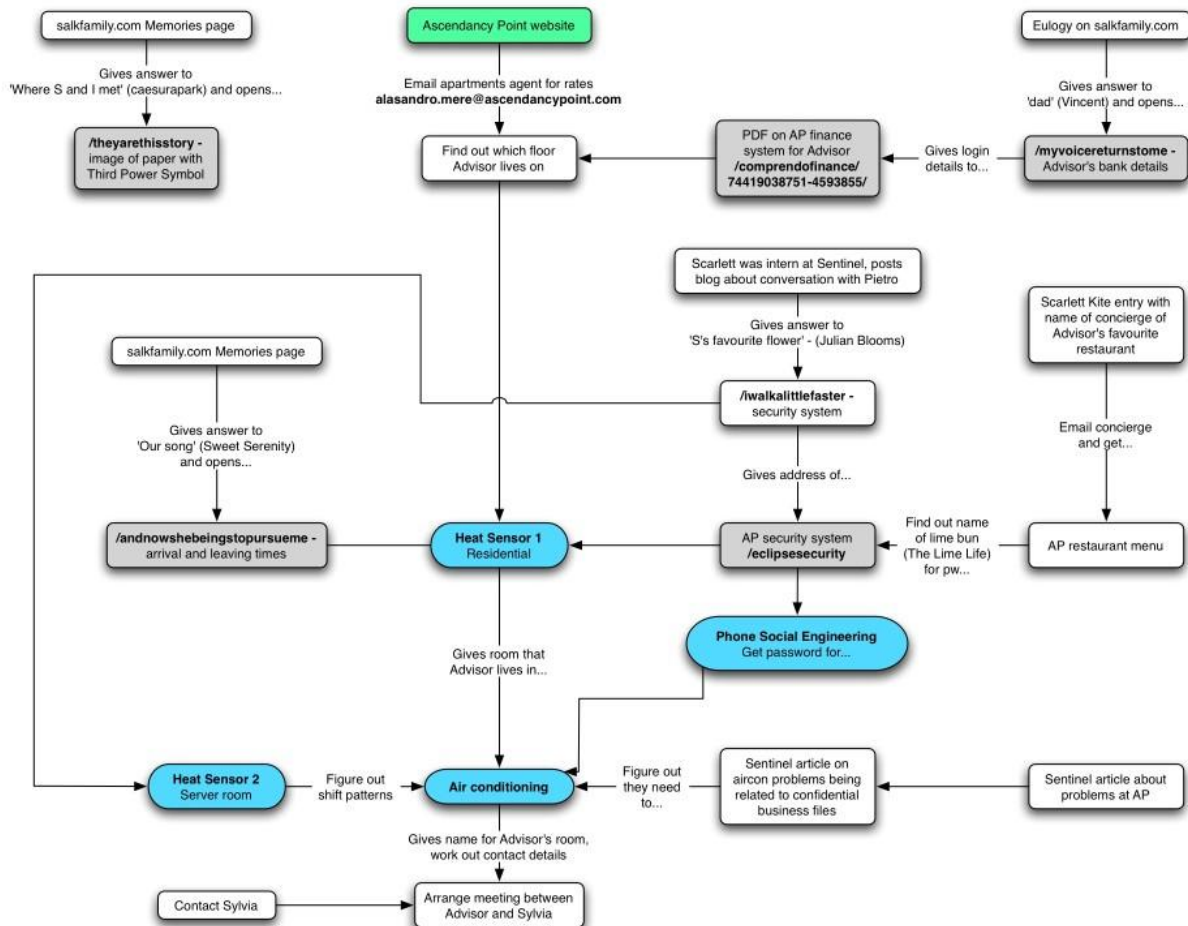 salkfamily.com Memories page
Ascendancy Point website
Eulogy on salkfamily.com
Gives answer to
'Where S and I met' (caesurapark) and opens...
Email apartments agent for rates
alasandro.mere@ascendancypoint.com
Gives answer to
'dad' (Vincent) and opens...
/theyarethisstory -
image of paper with
Third Power Symbol
Find out which floor
Advisor lives on
PDF on AP finance
system for Advisor
/comprendofinance/
74419038751-4593855/
Gives login
details to...
/myvoicereturnstome -
Advisor's bank details
Scarlett was intern at Sentinel, posts
blog about conversation with Pietro
Scarlett Kite entry with
name of concierge of
Advisor's favourite
restaurant
Gives answer to
'S's favourite flower' - (Julian Blooms)
salkfamily.com Memories page
/iwalkalittlefaster -
security system
Gives answer to
'Our song' (Sweet Serenity)
and opens...
Email concierge
and get...
Gives address of...
/andnowshebeingstopursueme -
arrival and leaving times
Heat Sensor 1
Residential
AP security system
/eclipsesecurity
Find out name
of lime bun
(The Lime Life)
for pw...
AP restaurant menu
Phone Social Engineering
Get password for...
Gives room that
Advisor lives in...
Heat Sensor 2
Server room
Figure out
shift patterns
Air conditioning
Figure out
they need
to...
Sentinel article on
aircon problems being
related to confidential
business files
Sentinel article about
problems at AP
Gives name for Advisor's room,
work out contact details
Contact Sylvia
Arrange meeting between
Advisor and Sylvia